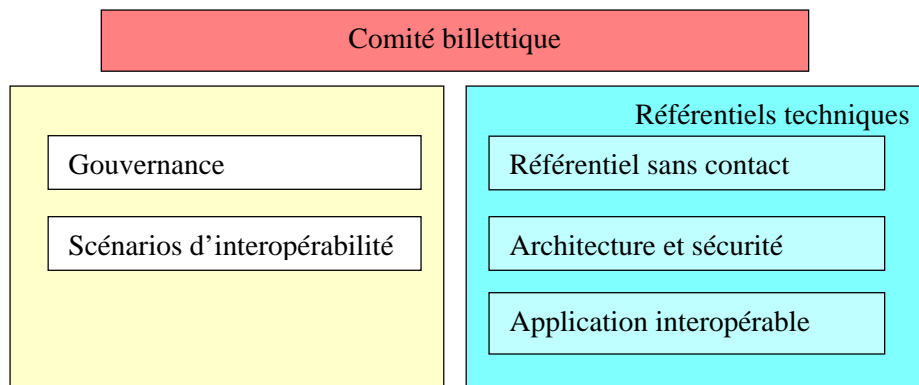 Comité billettique
Gouvernance
Scénarios d’interopérabilité
Référentiels techniques
Référentiel sans contact
Architecture et sécurité
Application interopérable